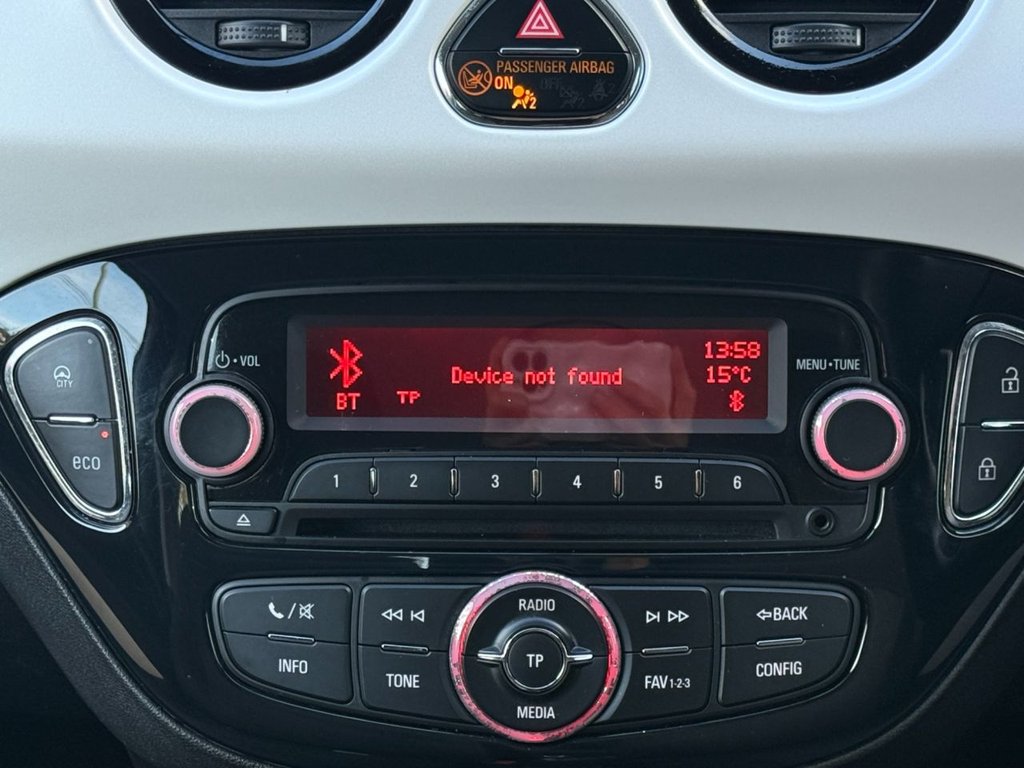 PASSENGER AIRBAG
ON
2
VOL
13:58
MENU•TUNE
Device not found
15°C
BT
TP
CITY
eco
1 2 3 4 5 6
RADIO
BACK
INFO
TP
CONFIG
TONE
FAV1-2-3
MEDIA